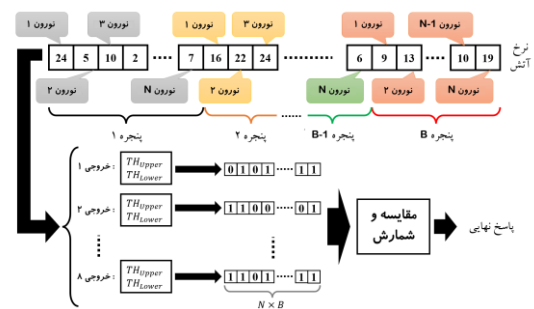 نورون ۱ نورون ۳ نورون ۱ نورون ۳ نورون ۱ نورون N-1
24 5 10 2 ..... 7 16 22 24 ............ 6 9 13 ..... 10 19
نرخ آتش
نورون ۲ نورون N نورون ۲ نورون N نورون ۲ نورون N
پنجره ۱ پنجره ۲ ...... پنجره B-1 پنجره B
خروجی ۱ : TH_Upper TH_Lower 0 1 0 1 ..... 1 1
خروجی ۲ : TH_Upper TH_Lower 1 1 0 0 ..... 0 1
مقایسه و شمارش
پاسخ نهایی
خروجی ۸ : TH_Upper TH_Lower 1 1 0 1 ..... 1 1
N × B